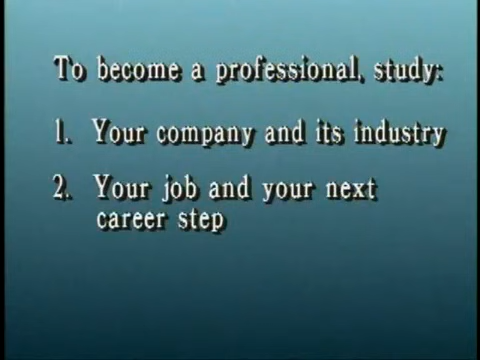 To become a professional, study:
1. Your company and its industry
2. Your job and your next
career step